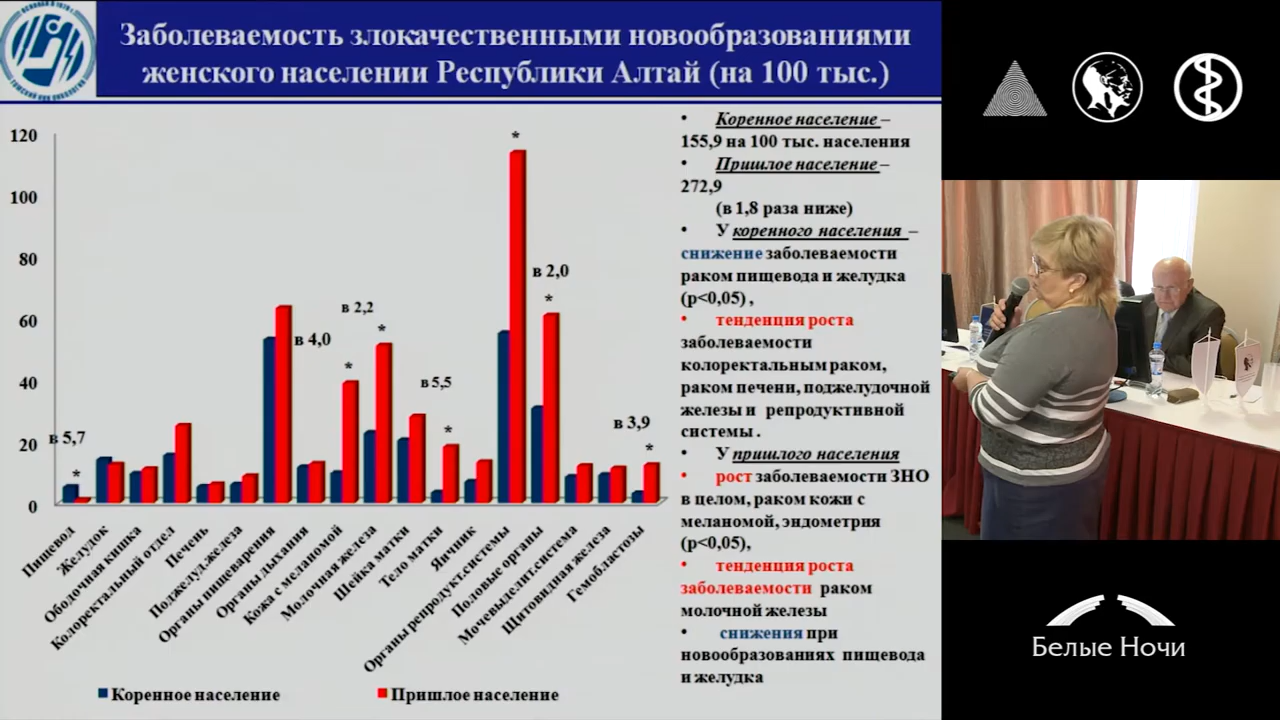 Заболеваемость злокачественными новообразованиями
женского населении Республики Алтай (на 100 тыс.)
120
100
80
60
40
20
0
в 5,7
*
в 4,0
*
в 2,2
*
в 5,5
*
*
в 2,0
*
в 3,9
*
Пищевод
Желудок
Ободочная кишка
Колоректальный отдел
Печень
Поджелуд.железа
Органы пищеварения
Органы дыхания
Кожа с меланомой
Молочная железа
Шейка матки
Тело матки
Яичник
Органы репродукт.системы
Половые органы
Мочевыделит.система
Щитовидная железа
Гемобластозы
Коренное население
Пришлое население
• Коренное население –
155,9 на 100 тыс. населения
• Пришлое население –
272,9
(в 1,8 раза ниже)
• У коренного населения –
снижение заболеваемости
раком пищевода и желудка
(р<0,05) ,
• тенденция роста
заболеваемости
колоректальным раком,
раком печени, поджелудочной
железы и репродуктивной
системы .
• У пришлого населения
• рост заболеваемости ЗНО
в целом, раком кожи с
меланомой, эндометрия
(р<0,05),
• тенденция роста
заболеваемости раком
молочной железы
• снижения при
новообразованиях пищевода
и желудка
Белые Ночи